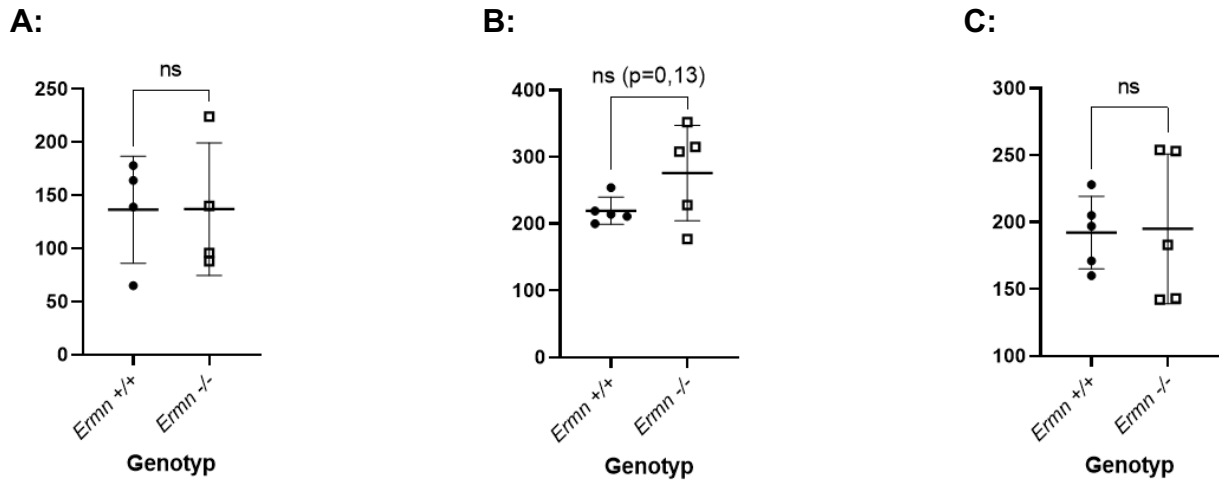 A:
ns
250
200
150
100
50
0
Ermn +/+
Ermn -/-
Genotyp
B:
ns (p=0,13)
400
300
200
100
0
Ermn +/+
Ermn -/-
Genotyp
C:
ns
300
250
200
150
100
Ermn +/+
Ermn -/-
Genotyp